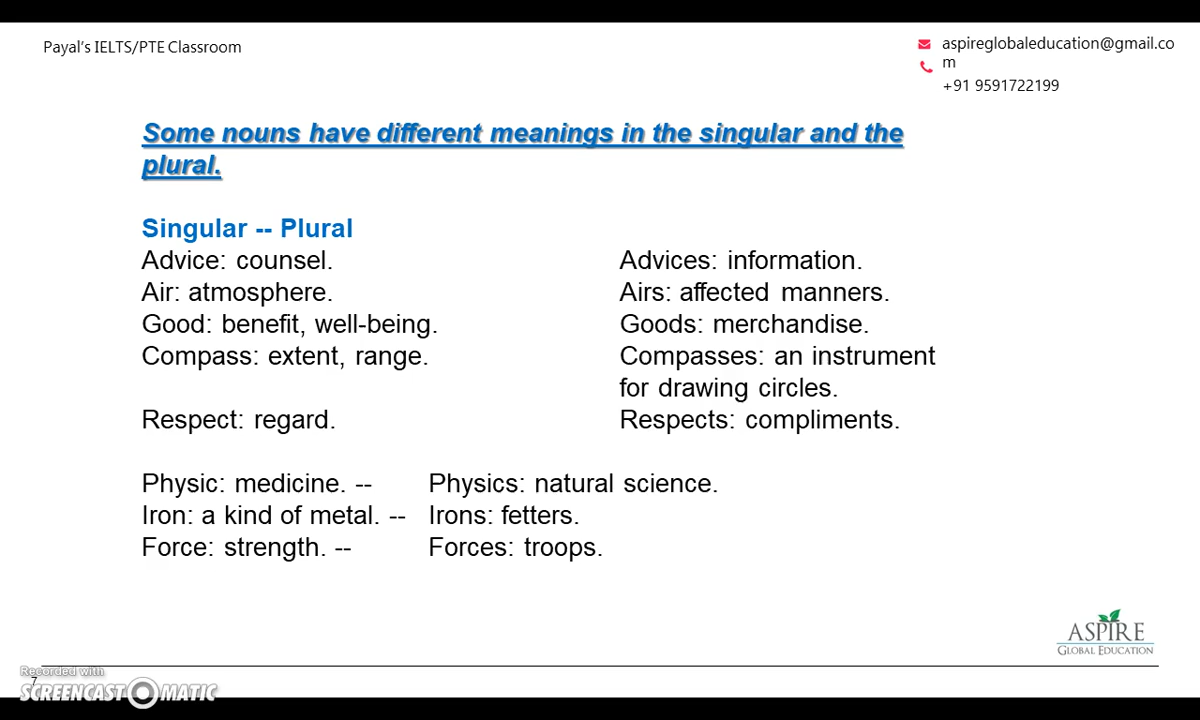 Payal's IELTS/PTE Classroom
aspireglobaleducation@gmail.co
m
+91 9591722199
Some nouns have different meanings in the singular and the
plural.
Singular -- Plural
Advice: counsel. Advices: information.
Air: atmosphere. Airs: affected manners.
Good: benefit, well-being. Goods: merchandise.
Compass: extent, range. Compasses: an instrument
for drawing circles.
Respect: regard. Respects: compliments.
Physic: medicine. -- Physics: natural science.
Iron: a kind of metal. -- Irons: fetters.
Force: strength. -- Forces: troops.
ASPIRE
GLOBAL EDUCATION
Recorded with
7
SCREENCAST MATIC